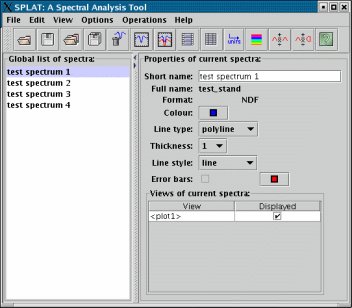 SPLAT: A Spectral Analysis Tool
File Edit View Options Operations Help
Global list of spectra:
test spectrum 1
test spectrum 2
test spectrum 3
test spectrum 4
Properties of current spectra:
Short name: test spectrum 1
Full name: test_stand
Format: NDF
Colour:
Line type: polyline
Thickness: 1
Line style: line
Error bars:
Views of current spectra:
View Displayed
<plot1>